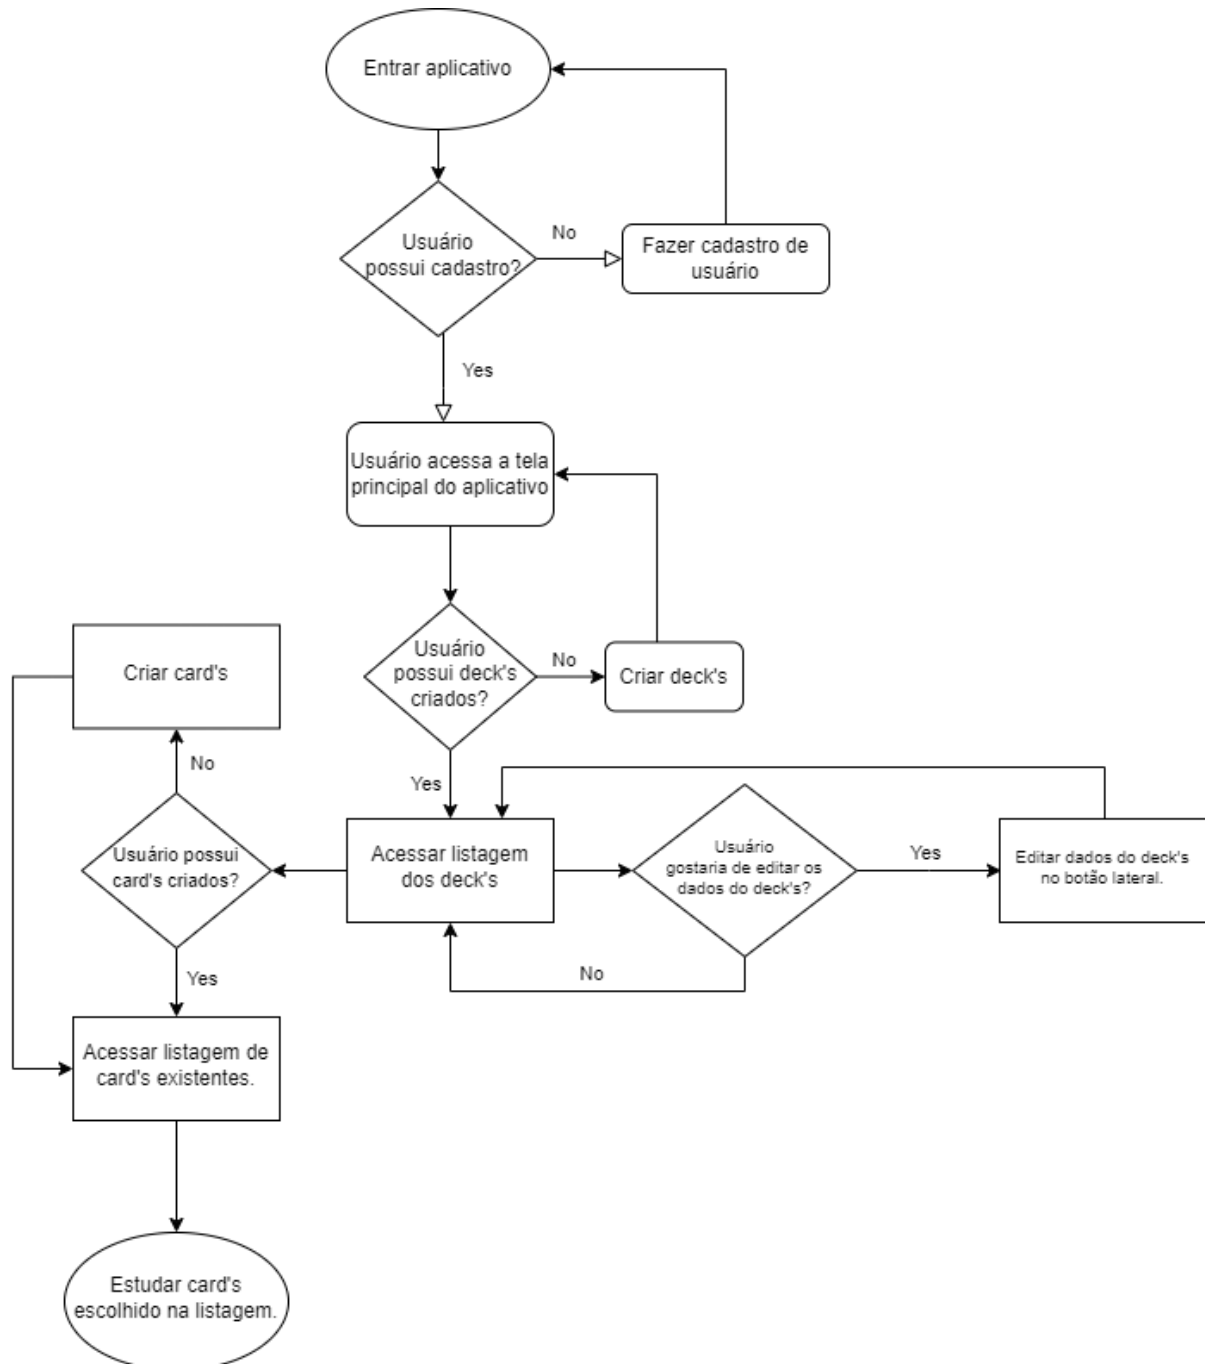 Entrar aplicativo
Usuário
possui cadastro?
No
Fazer cadastro de
usuário
Yes
Usuário acessa a tela
principal do aplicativo
Usuário
possui deck's
criados?
No
Criar deck's
Criar card's
No
Yes
Usuário possui
card's criados?
Acessar listagem
dos deck's
Usuário
gostaria de editar os
dados do deck's?
Yes
Editar dados do deck's
no botão lateral.
No
Yes
Acessar listagem de
card's existentes.
Estudar card's
escolhido na listagem.